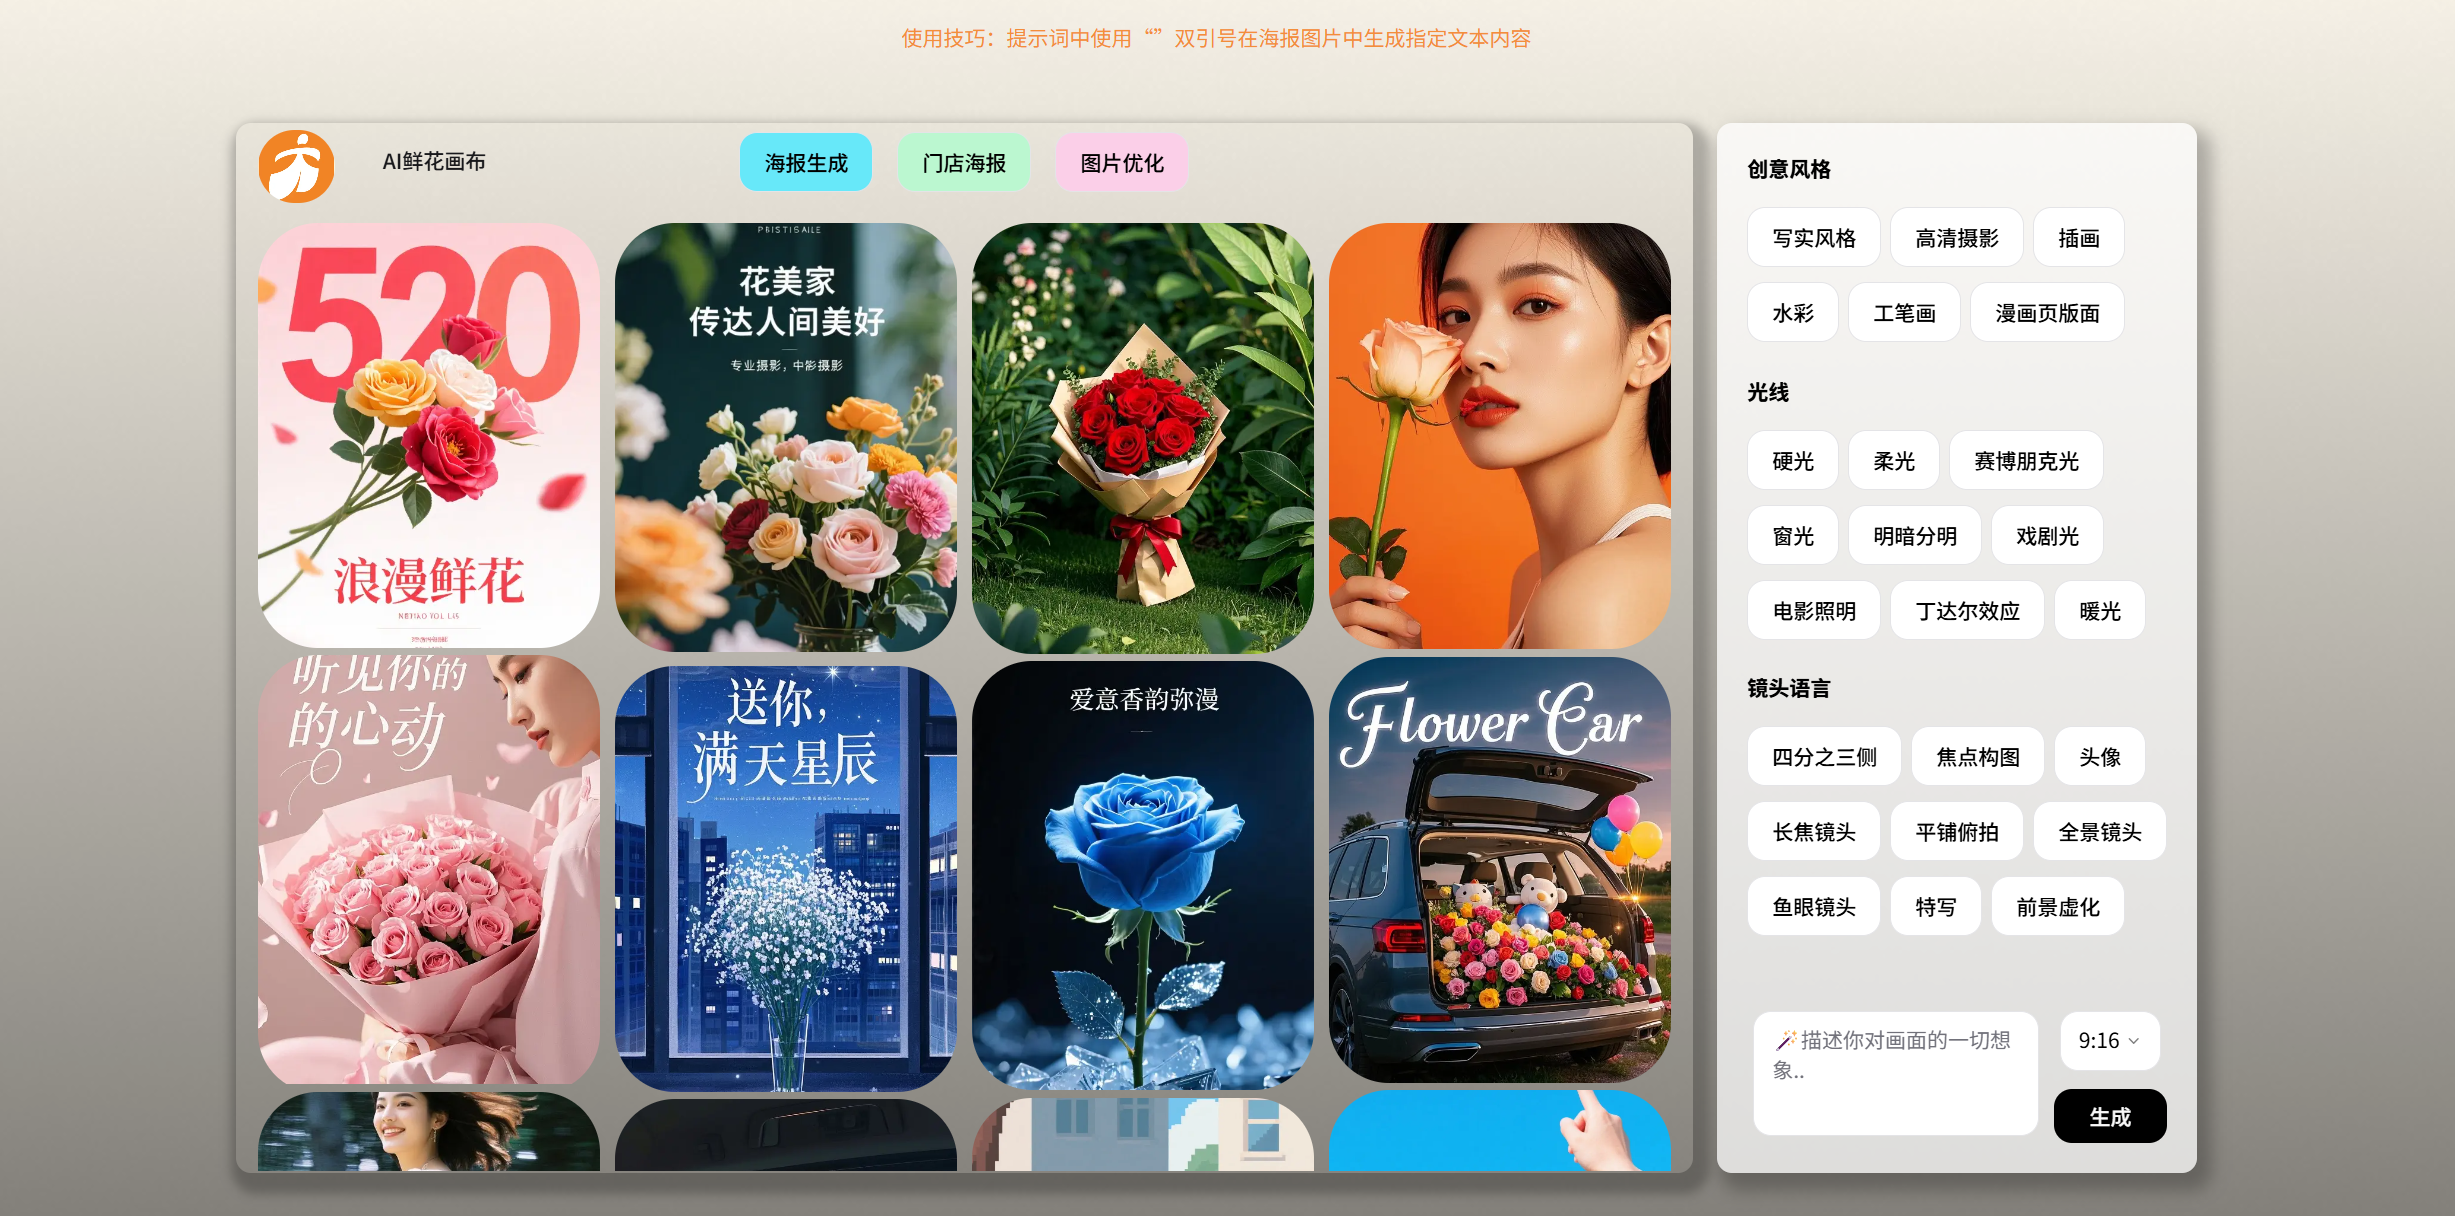 使用技巧：提示词中使用“”双引号在海报图片中生成指定文本内容
AI鲜花画布
海报生成
门店海报
图片优化
520
浪漫鲜花
NEIIAO YOL LIS
PBISTISAILE
花美家
传达人间美好
专业摄影，中影摄影
听见你的
的心动
送你，
满天星辰
爱意香韵弥漫
Flower Car
创意风格
写实风格
高清摄影
插画
水彩
工笔画
漫画页版面
光线
硬光
柔光
赛博朋克光
窗光
明暗分明
戏剧光
电影照明
丁达尔效应
暖光
镜头语言
四分之三侧
焦点构图
头像
长焦镜头
平铺俯拍
全景镜头
鱼眼镜头
特写
前景虚化
描述你对画面的一切想
象..
9:16
生成